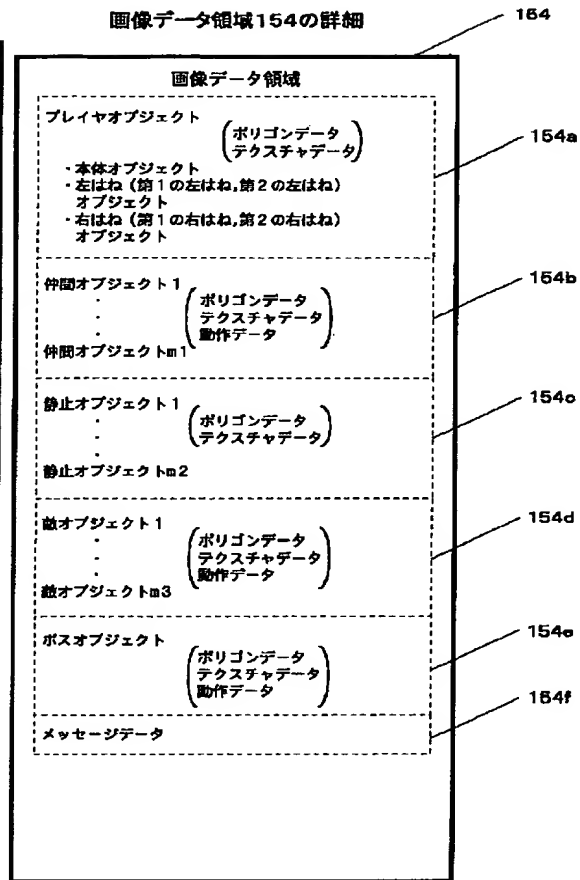 画像データ領域154の詳細
154
画像データ領域
プレイヤオブジェクト
ポリゴンデータ
テクスチャデータ
154a
・本体オブジェクト
・左はね(第1の左はね,第2の左はね)
オブジェクト
・右はね(第1の右はね,第2の右はね)
オブジェクト
仲間オブジェクト1
ポリゴンデータ
テクスチャデータ
動作データ
154b
仲間オブジェクトm1
静止オブジェクト1
ポリゴンデータ
テクスチャデータ
154c
静止オブジェクトm2
敵オブジェクト1
ポリゴンデータ
テクスチャデータ
動作データ
154d
敵オブジェクトm3
ボスオブジェクト
ポリゴンデータ
テクスチャデータ
動作データ
154e
154f
メッセージデータ